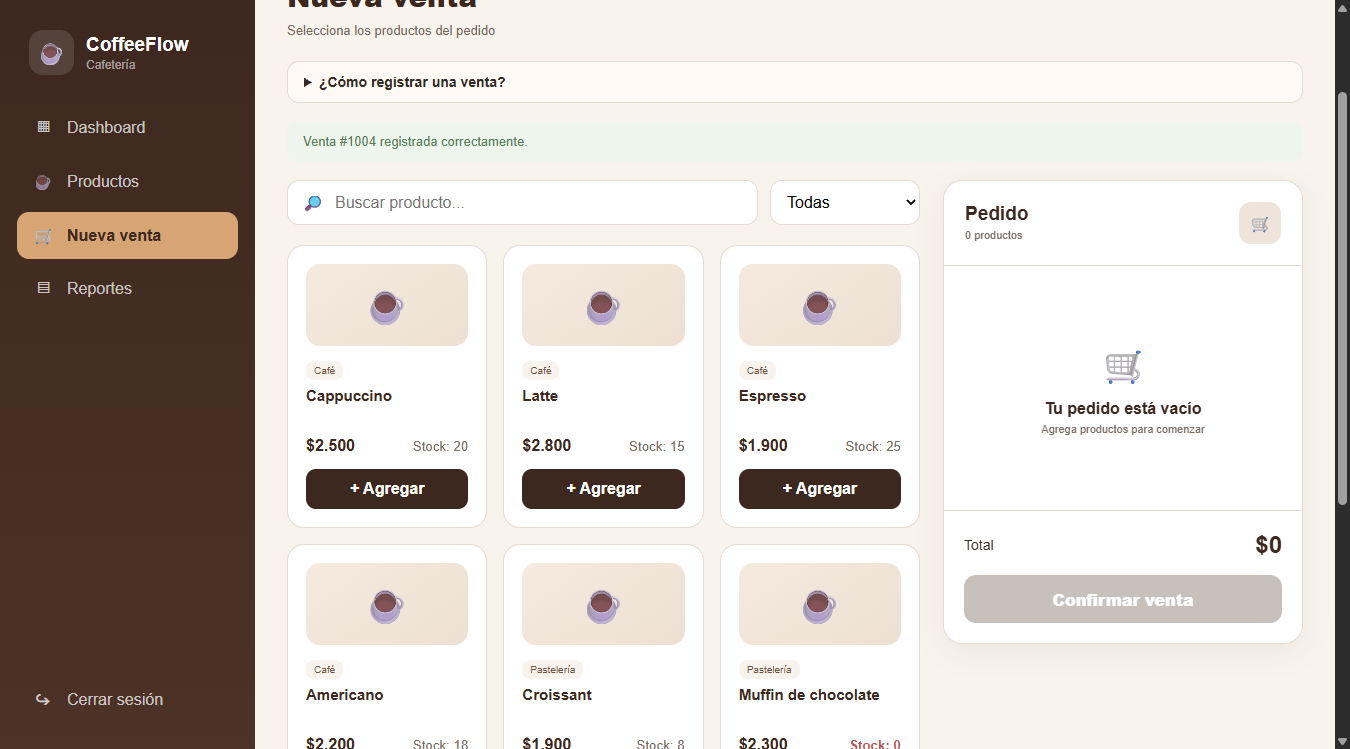 CoffeeFlow
Cafetería
Dashboard
Productos
Nueva venta
Reportes
Cerrar sesión
Nueva venta
Selecciona los productos del pedido
¿Cómo registrar una venta?
Venta #1004 registrada correctamente.
Buscar producto...
Todas
Café
Cappuccino
$2.500 Stock: 20
+ Agregar
Café
Latte
$2.800 Stock: 15
+ Agregar
Café
Espresso
$1.900 Stock: 25
+ Agregar
Café
Americano
$2.200 Stock: 18
Pastelería
Croissant
$1.900 Stock: 8
Pastelería
Muffin de chocolate
$2.300 Stock: 0
Pedido
0 productos
Tu pedido está vacío
Agrega productos para comenzar
Total $0
Confirmar venta